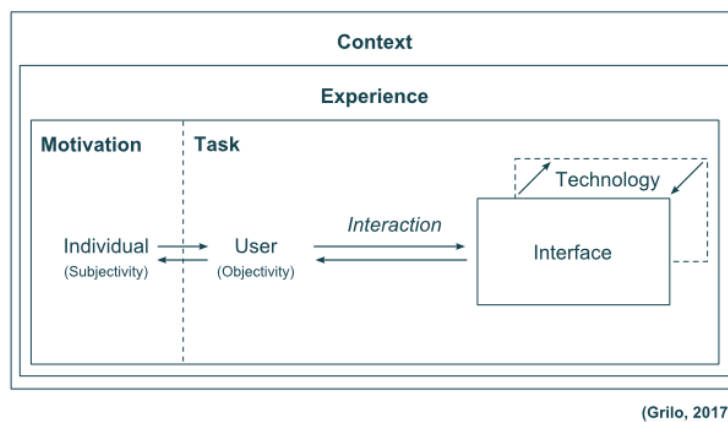 Context
Experience
Motivation
Task
Technology
Interaction
Individual
User
Interface
(Subjectivity)
(Objectivity)
(Grilo, 2017